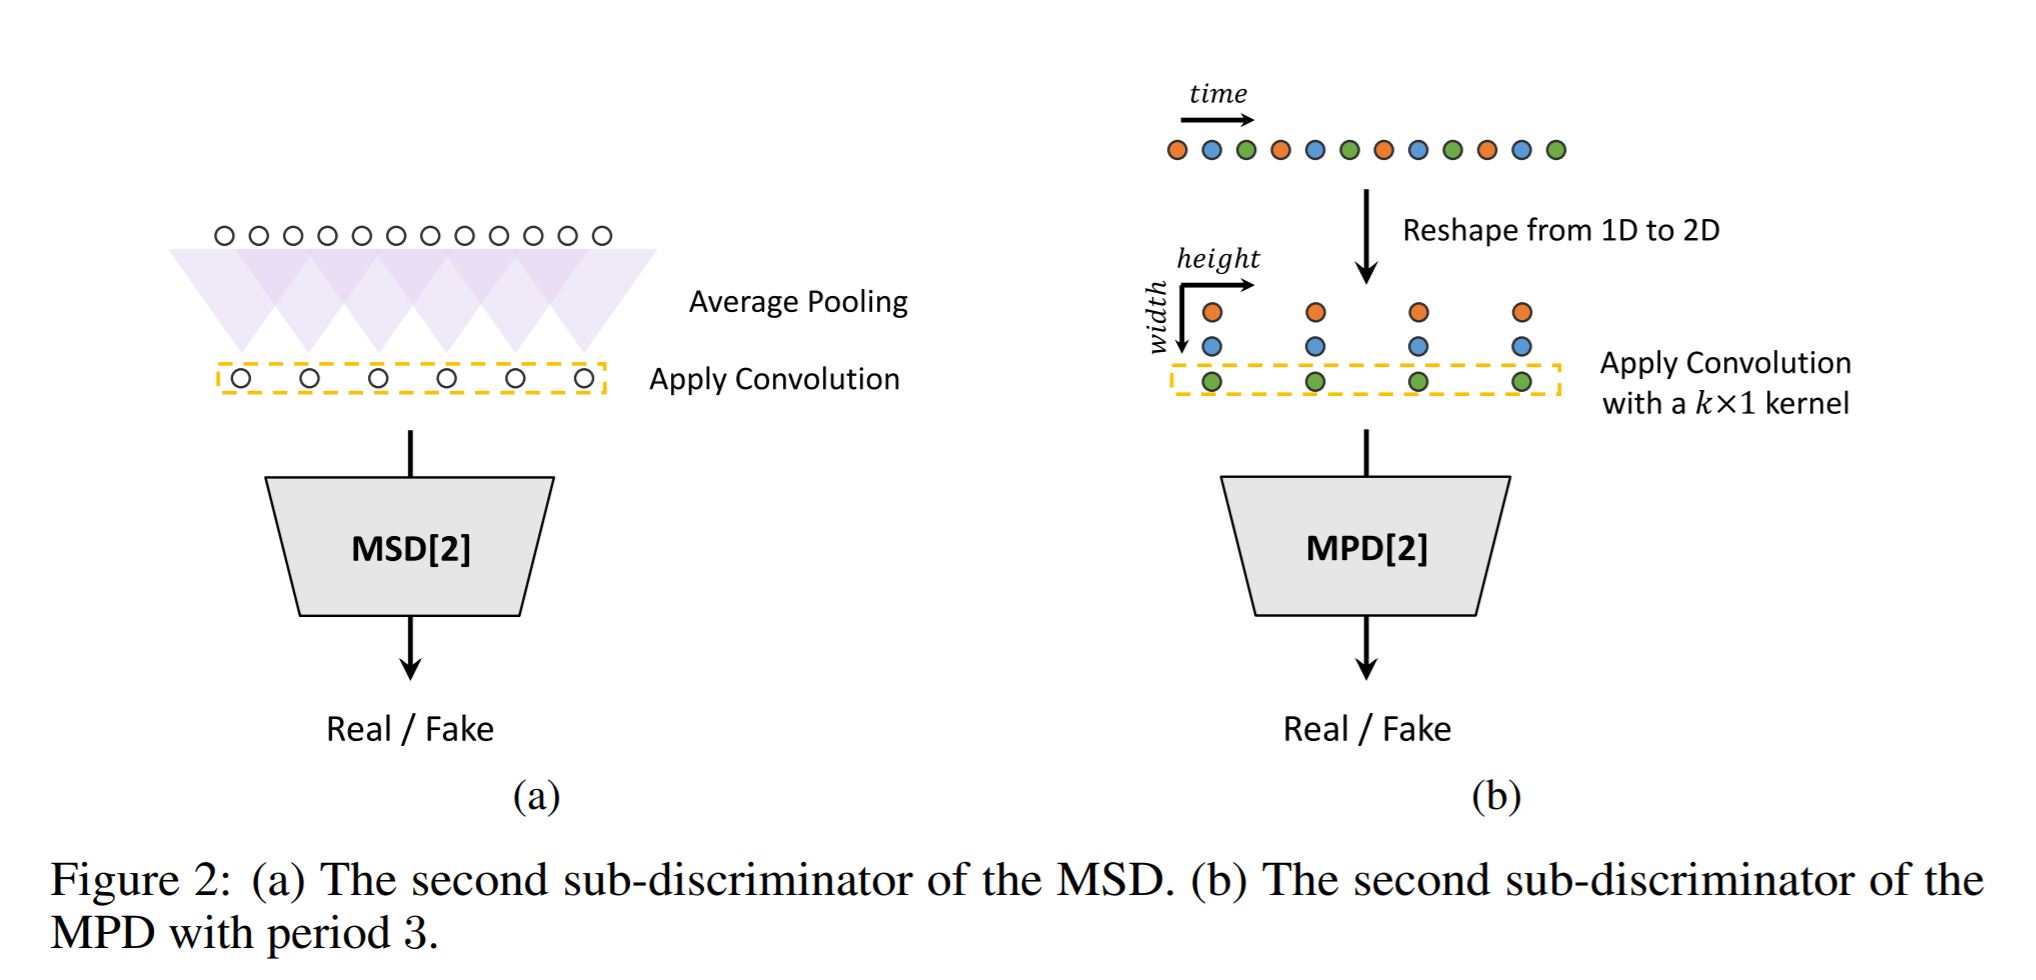 Average Pooling
Apply Convolution
MSD[2]
Real / Fake
(a)
time
Reshape from 1D to 2D
height
width
Apply Convolution
with a k×1 kernel
MPD[2]
Real / Fake
(b)
Figure 2: (a) The second sub-discriminator of the MSD. (b) The second sub-discriminator of the
MPD with period 3.